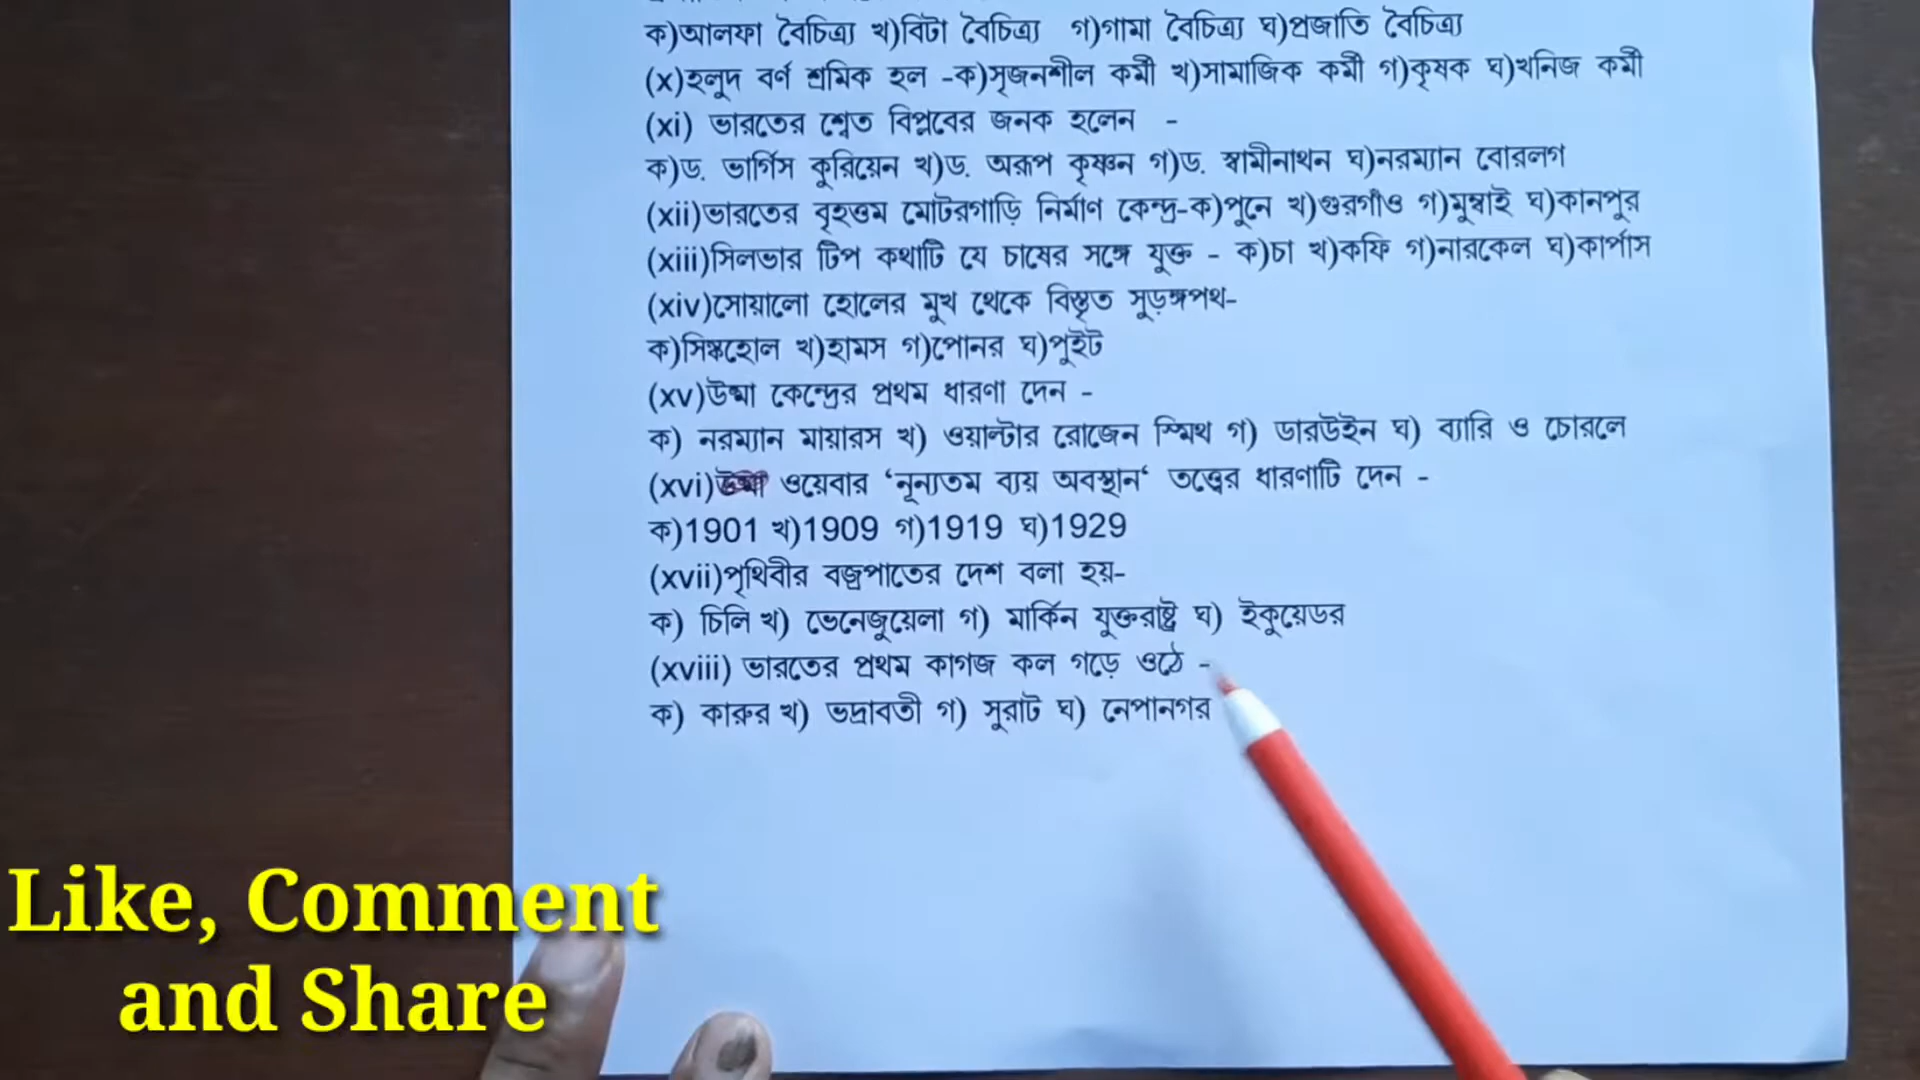 ক)আলফা বৈচিত্র্য খ)বিটা বৈচিত্র্য গ)গামা বৈচিত্র্য ঘ)প্রজাতি বৈচিত্র্য
(x)হলুদ বর্ণ শ্রমিক হল -ক)সৃজনশীল কর্মী খ)সামাজিক কর্মী গ)কৃষক ঘ)খনিজ কর্মী
(xi) ভারতের শ্বেত বিপ্লবের জনক হলেন -
ক)ড. ভার্গিস কুরিয়েন খ)ড. অরূপ কৃষ্ণন গ)ড. স্বামীনাথন ঘ)নরম্যান বোরলগ
(xii)ভারতের বৃহত্তম মোটরগাড়ি নির্মাণ কেন্দ্র-ক)পুনে খ)গুরগাঁও গ)মুম্বাই ঘ)কানপুর
(xiii)সিলভার টিপ কথাটি যে চাষের সঙ্গে যুক্ত - ক)চা খ)কফি গ)নারকেল ঘ)কার্পাস
(xiv)সোয়ালো হোলের মুখ থেকে বিস্তৃত সুড়ঙ্গপথ-
ক)সিঙ্কহোল খ)হামস গ)পোনর ঘ)পুইট
(xv)উষ্মা কেন্দ্রের প্রথম ধারণা দেন -
ক) নরম্যান মায়ারস খ) ওয়াল্টার রোজেন স্মিথ গ) ডারউইন ঘ) ব্যারি ও চোরলে
(xvi) ওয়েবার ‘নূন্যতম ব্যয় অবস্থান‘ তত্ত্বের ধারণাটি দেন -
ক)1901 খ)1909 গ)1919 ঘ)1929
(xvii)পৃথিবীর বজ্রপাতের দেশ বলা হয়-
ক) চিলি খ) ভেনেজুয়েলা গ) মার্কিন যুক্তরাষ্ট্র ঘ) ইকুয়েডর
(xviii) ভারতের প্রথম কাগজ কল গড়ে ওঠে -
ক) কারুর খ) ভদ্রাবতী গ) সুরাট ঘ) নেপানগর
Like, Comment
and Share